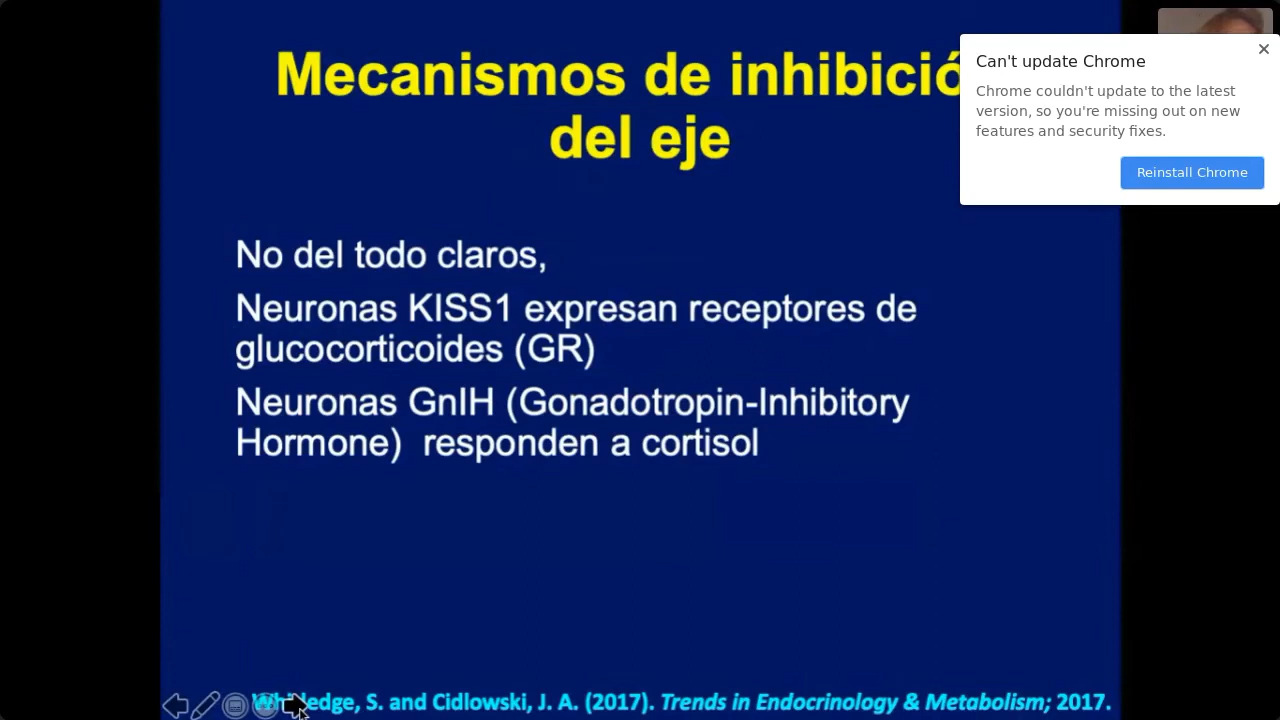 Mecanismos de inhibició
del eje
Can't update Chrome
Chrome couldn't update to the latest
version, so you're missing out on new
features and security fixes.
Reinstall Chrome
No del todo claros,
Neuronas KISS1 expresan receptores de
glucocorticoides (GR)
Neuronas GnIH (Gonadotropin-Inhibitory
Hormone) responden a cortisol
S. and Cidlowski, J. A. (2017). Trends in Endocrinology & Metabolism; 2017.